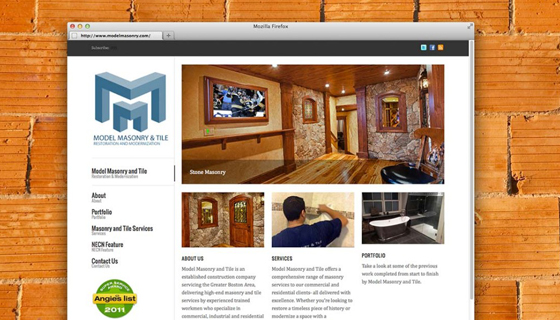 Mozilla Firefox
http://www.modelmasonry.com/
Subscribe
MODEL MASONRY & TILE
RESTORATION AND MODERNIZATION
Stone Masonry
Model Masonry and Tile
Restoration & Modernization
About
About
Portfolio
Portfolio
Masonry and Tile Services
Services
NECN Feature
NECN Feature
Contact Us
Contact Us
SUPER SERVICE
AWARD
Angie's list
2011
ABOUT US
Model Masonry and Tile is an
established construction company
servicing the Greater Boston Area,
delivering high-end masonry and tile
services by experienced trained
workmen who specialize in
commercial, industrial and residential
SERVICES
Model Masonry and Tile offers a
comprehensive range of masonry
services to our commercial and
residential clients- all delivered with
excellence. Whether you're looking to
restore a timeless piece of history or
modernize a space with a
PORTFOLIO
Take a look at some of the previous
work completed from start to finish
by Model Masonry and Tile.